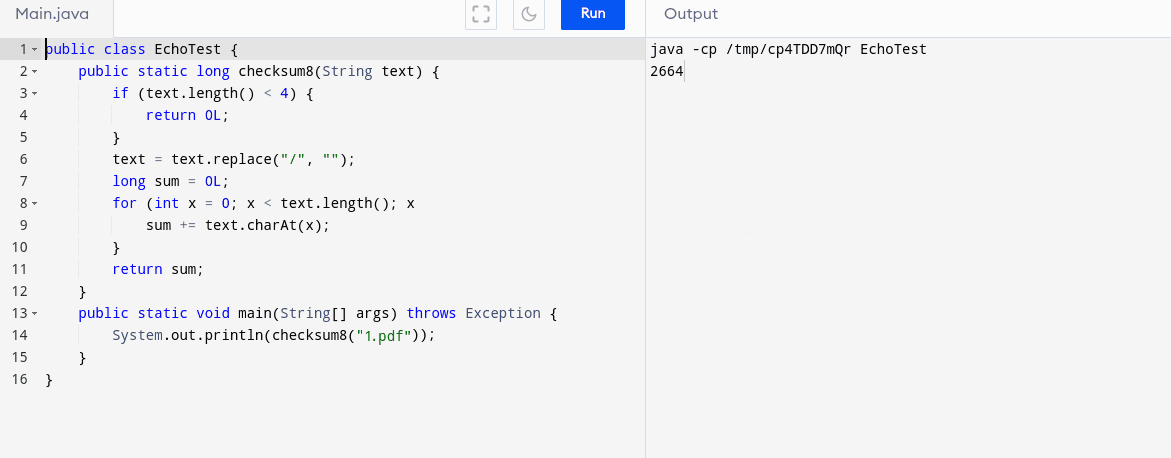 Main.java Run Output
1 public class EchoTest {
2 public static long checksum8(String text) {
3 if (text.length() < 4) {
4 return 0L;
5 }
6 text = text.replace("/", "");
7 long sum = 0L;
8 for (int x = 0; x < text.length(); x
9 sum += text.charAt(x);
10 }
11 return sum;
12 }
13 public static void main(String[] args) throws Exception {
14 System.out.println(checksum8("1.pdf"));
15 }
16 }
java -cp /tmp/cp4TDD7mQr EchoTest
2664